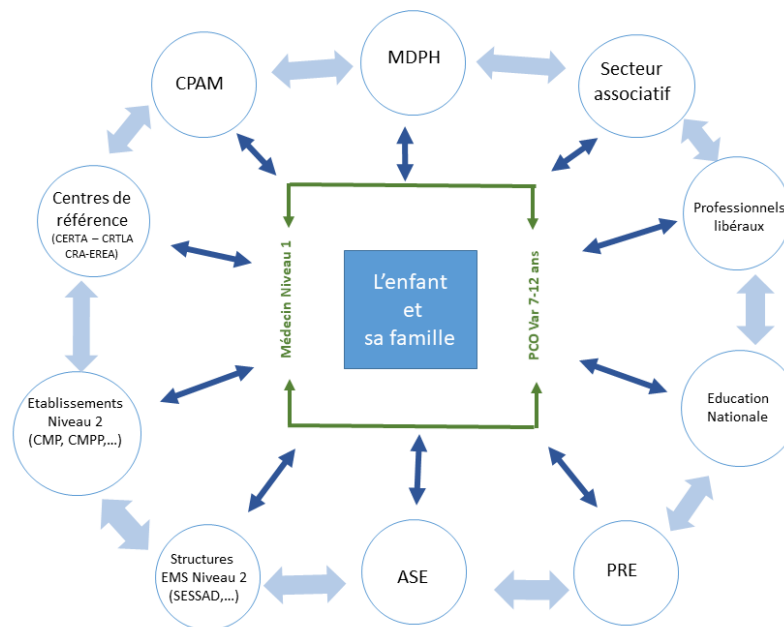 MDPH
CPAM
Secteur
associatif
Centres de
référence
(CERTA – CRTLA
CRA-EREA)
Professionnels
libéraux
Médecin Niveau 1
L'enfant
et
sa famille
PCO Var 7-12 ans
Etablissements
Niveau 2
(CMP, CMPP,...)
Education
Nationale
Structures
EMS Niveau 2
(SESSAD,...)
ASE
PRE